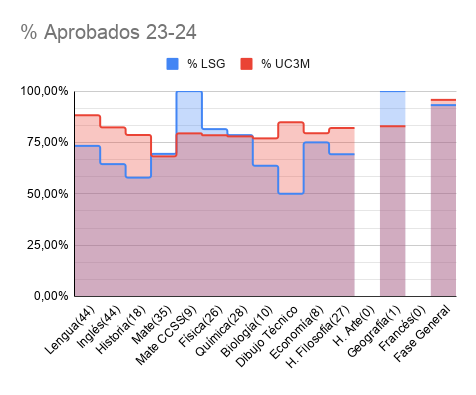 % Aprobados 23-24
% LSG
% UC3M
100,00%
75,00%
50,00%
25,00%
0,00%
Lengua(44)
Inglés(44)
Historia(18)
Mate(35)
Mate CCSS(9)
Física(26)
Química(28)
Biología(10)
Dibujo Técnico
Economía(8)
H. Filosofía(27)
H. Arte(0)
Geografía(1)
Francés(0)
Fase General